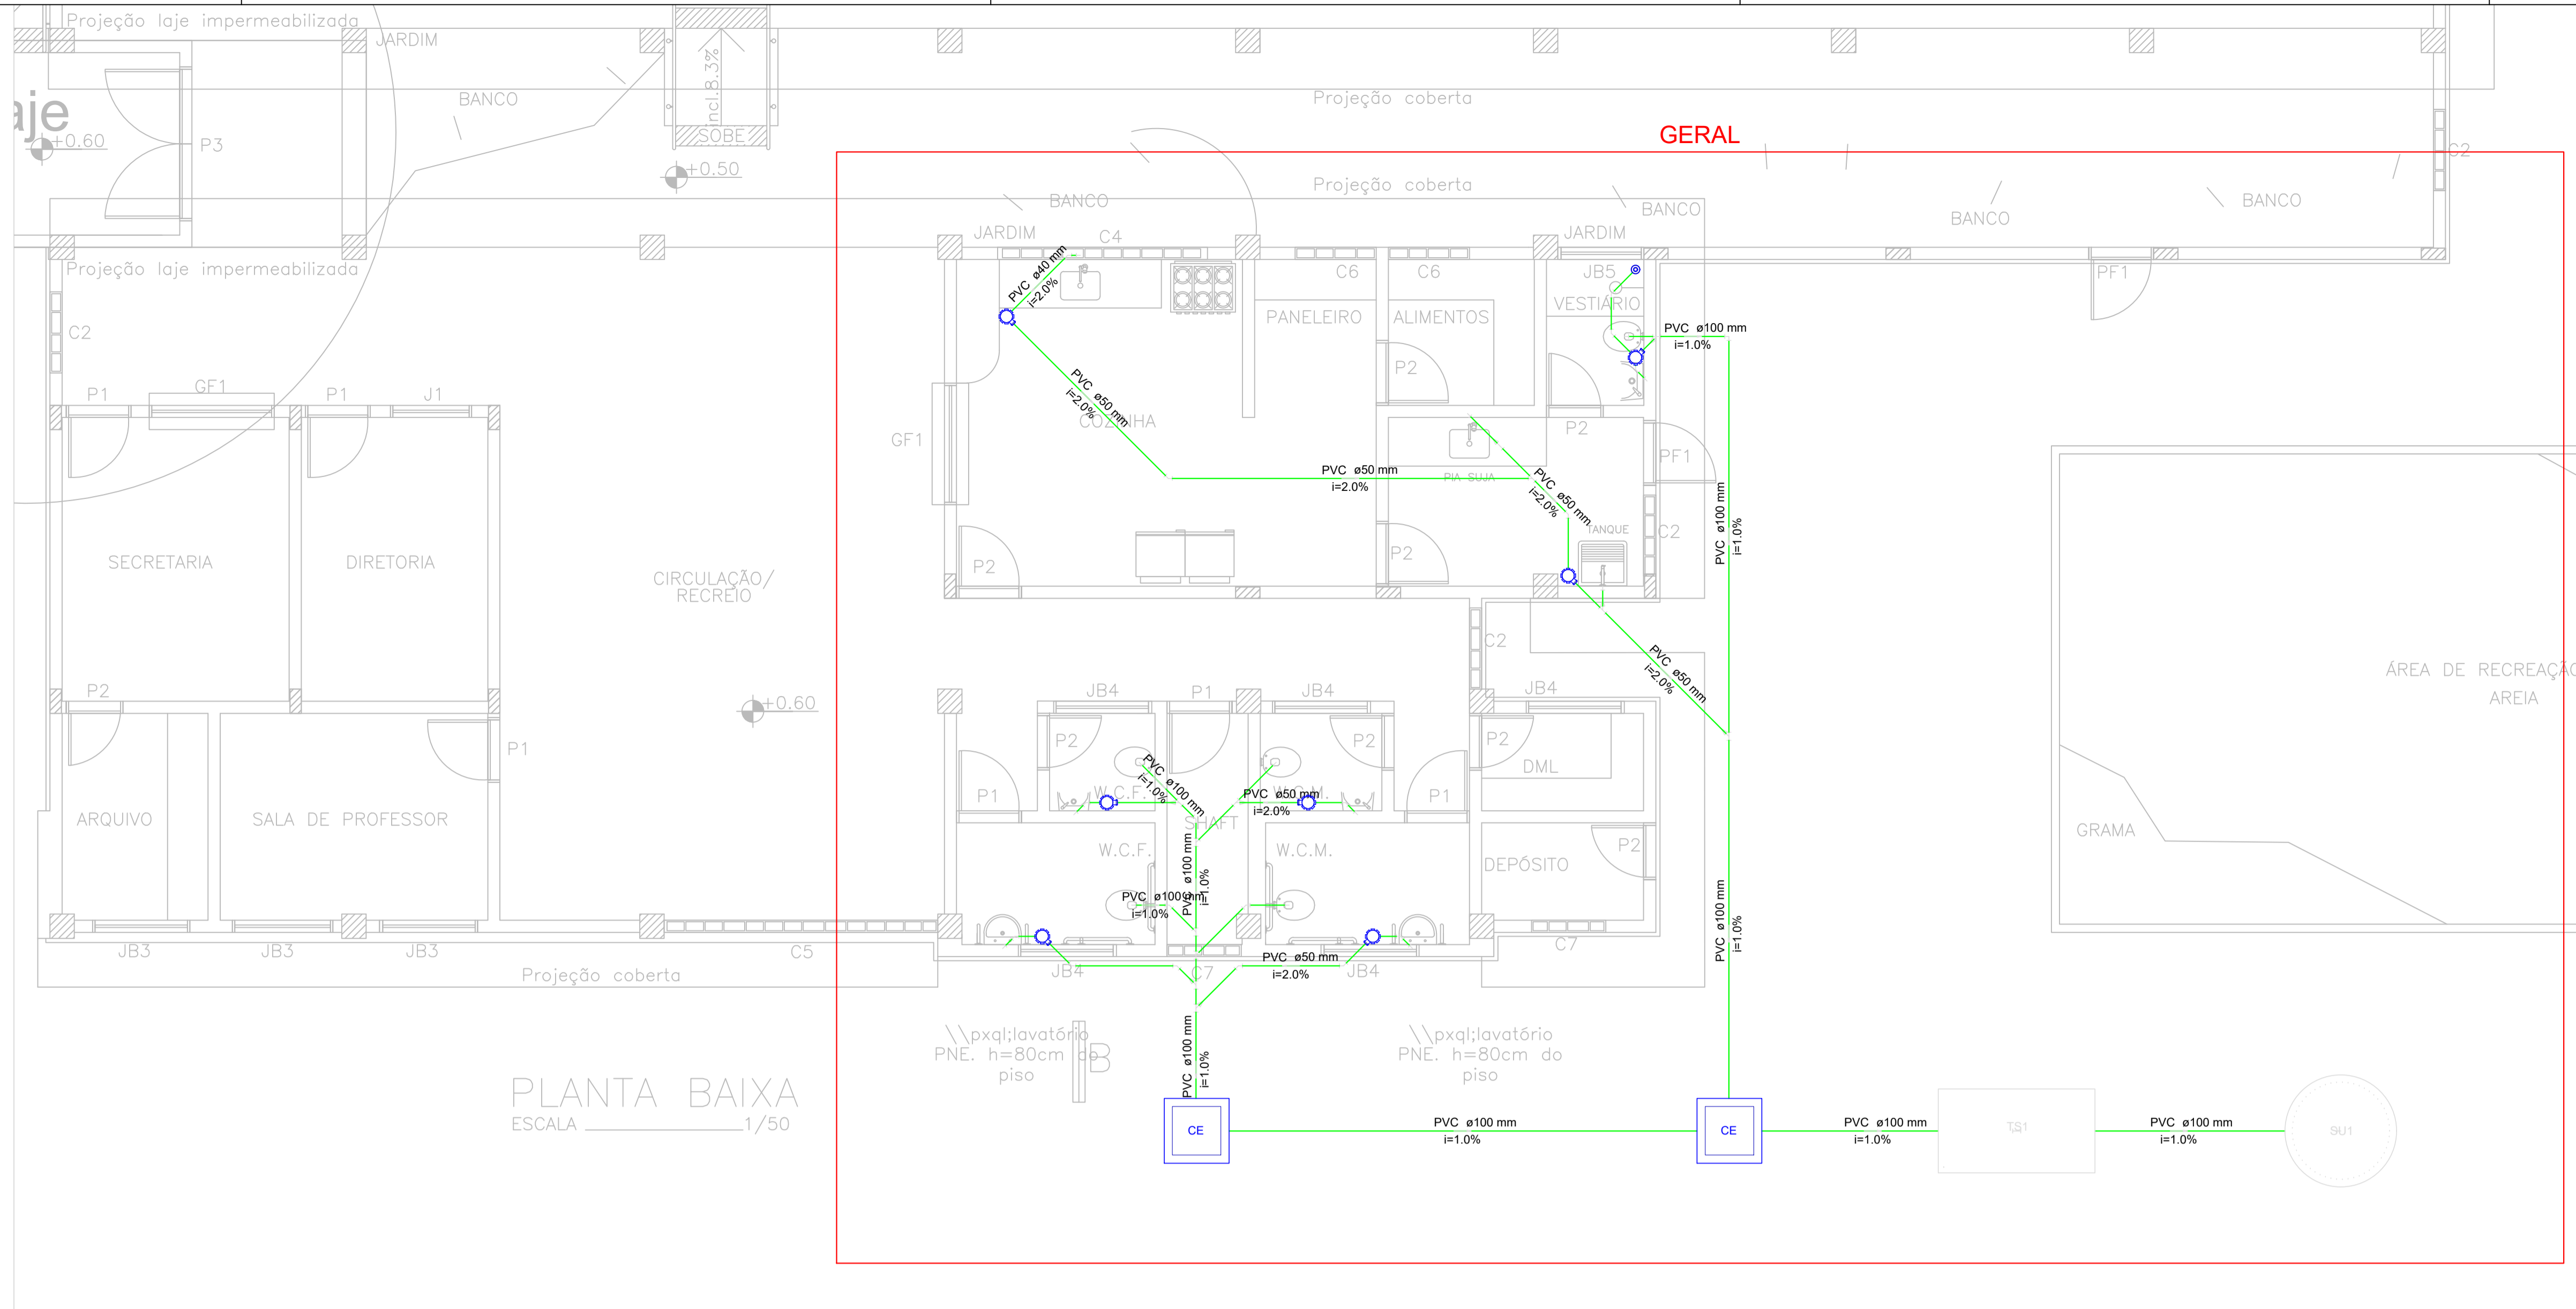 Projeção laje impermeabilizada
JARDIM
incl.8.3%
SOBE
BANCO
Projeção coberta
aje
+0.60
P3
+0.50
GERAL
C2
Projeção coberta
BANCO
BANCO
BANCO
BANCO
JARDIM
C4
JARDIM
Projeção laje impermeabilizada
PVC ø40 mm
i=2.0%
C6
C6
JB5
PF1
VESTIÁRIO
PANELEIRO
ALIMENTOS
C2
PVC ø100 mm
i=1.0%
P2
P1
GF1
P1
J1
PVC ø50 mm
i=2.0%
COZINHA
GF1
P2
PF1
PVC ø50 mm
i=2.0%
PIA SUJA
PVC ø50 mm
i=2.0%
PVC ø100 mm
i=1.0%
TANQUE
C2
SECRETARIA
DIRETORIA
CIRCULAÇÃO/
RECREIO
P2
P2
C2
PVC ø50 mm
i=2.0%
ÁREA DE RECREAÇÃO
AREIA
P2
+0.60
JB4
P1
JB4
JB4
P1
P2
P2
P2
PVC ø100 mm
i=1.0%
DML
P1
W.C.F.
PVC ø50 mm
i=2.0%
W.C.M.
P1
ARQUIVO
SALA DE PROFESSOR
SHAFT
GRAMA
W.C.F.
W.C.M.
P2
DEPÓSITO
PVC ø100 mm
i=1.0%
PVC ø100 mm
i=1.0%
PVC ø100 mm
i=1.0%
JB3
JB3
JB3
C5
Projeção coberta
JB4
C7
PVC ø50 mm
i=2.0%
JB4
C7
\\pxql;lavatório
PNE. h=80cm do
piso
B
\\pxql;lavatório
PNE. h=80cm do
piso
PVC ø100 mm
i=1.0%
PLANTA BAIXA
ESCALA 1/50
CE
PVC ø100 mm
i=1.0%
CE
PVC ø100 mm
i=1.0%
TS1
PVC ø100 mm
i=1.0%
SU1